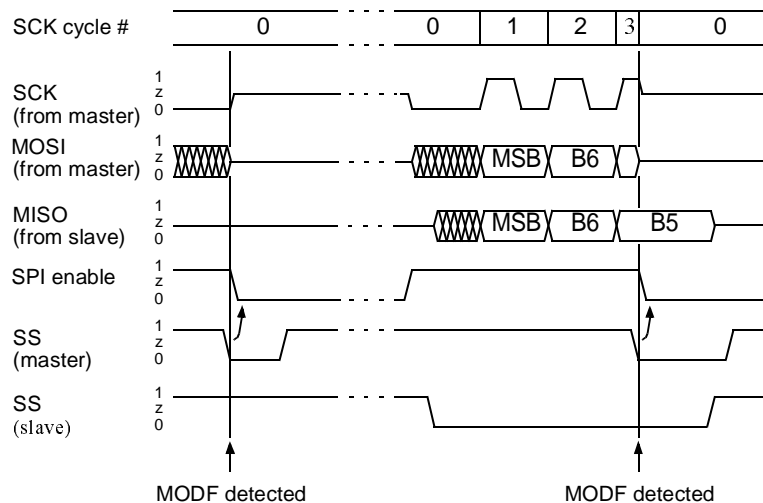 SCK cycle # 0 0 1 2 3 0
SCK
(from master)
1
z
0
MOSI
(from master)
1
z
0
MSB B6
MISO
(from slave)
1
z
0
MSB B6 B5
SPI enable
1
z
0
SS
(master)
1
z
0
SS
(slave)
1
z
0
MODF detected MODF detected